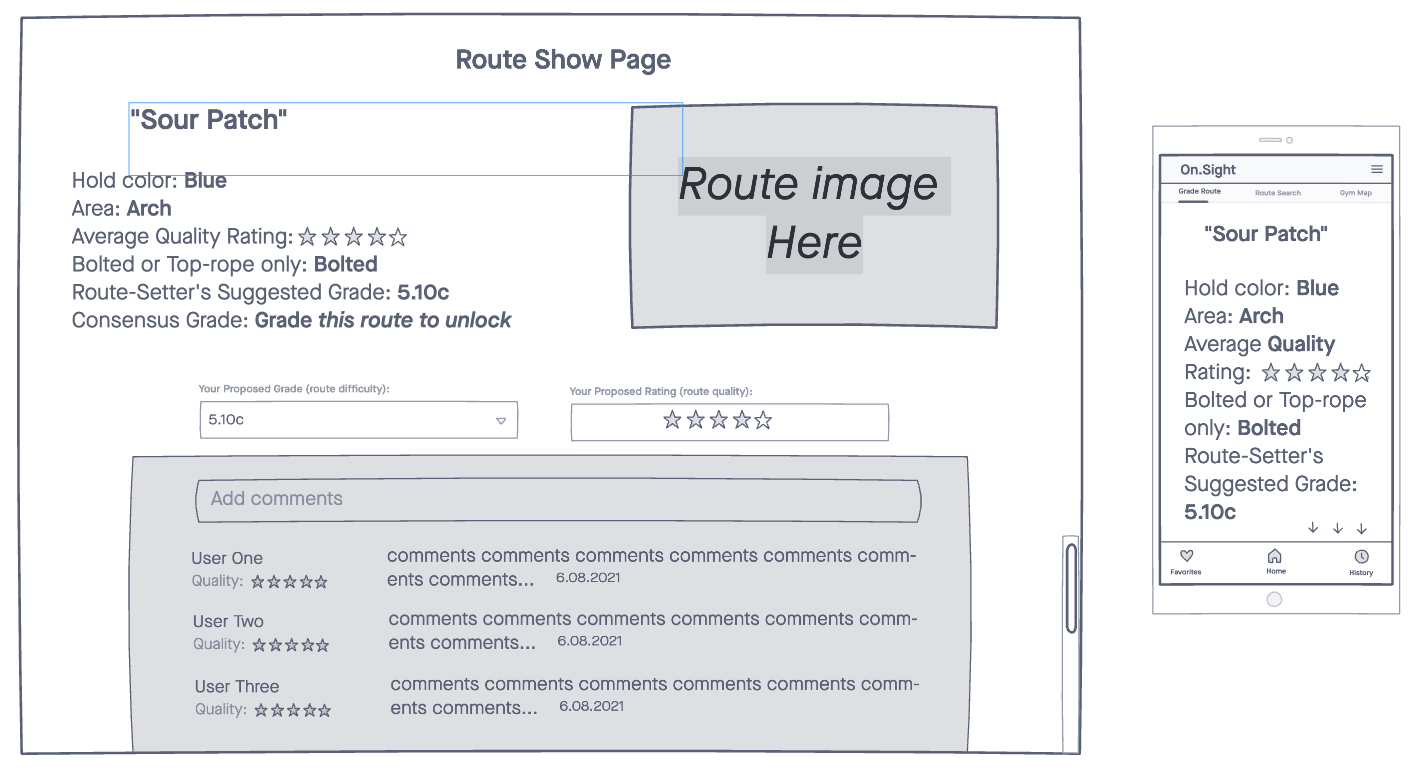 Route Show Page
"Sour Patch"
Hold color: Blue
Area: Arch
Average Quality Rating:
Bolted or Top-rope only: Bolted
Route-Setter's Suggested Grade: 5.10c
Consensus Grade: Grade this route to unlock
Route image
Here
Your Proposed Grade (route difficulty):
5.10c
Your Proposed Rating (route quality):
Add comments
User One
Quality:
comments comments comments comments comments comm-
ents comments... 6.08.2021
User Two
Quality:
comments comments comments comments comments comm-
ents comments... 6.08.2021
User Three
Quality:
comments comments comments comments comments comm-
ents comments... 6.08.2021
On.Sight
Grade Route Route Search Gym Map
"Sour Patch"
Hold color: Blue
Area: Arch
Average Quality
Rating:
Bolted or Top-rope
only: Bolted
Route-Setter's
Suggested Grade:
5.10c
Favorites Home History